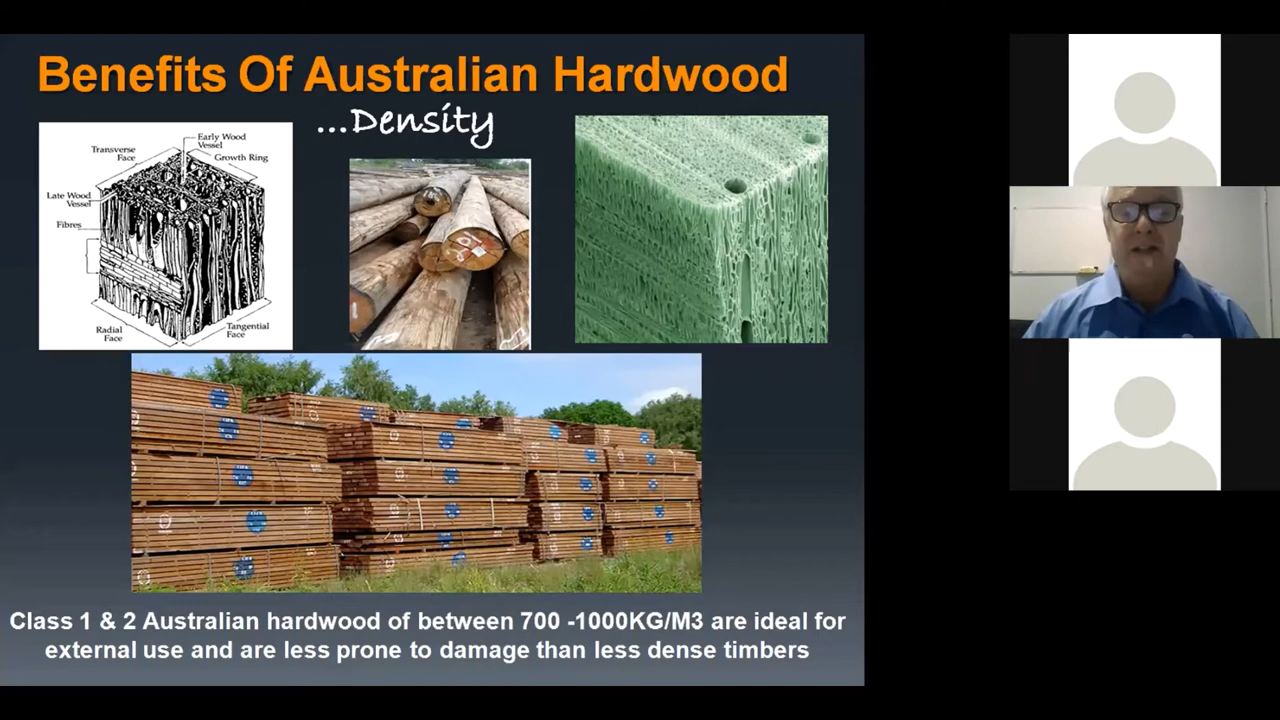 Benefits Of Australian Hardwood
...Density
Early Wood
Vessel
Transverse
Face
Growth Ring
Late Wood
Vessel
Fibres
Radial
Face
Tangential
Face
Class 1 & 2 Australian hardwood of between 700 -1000KG/M3 are ideal for
external use and are less prone to damage than less dense timbers